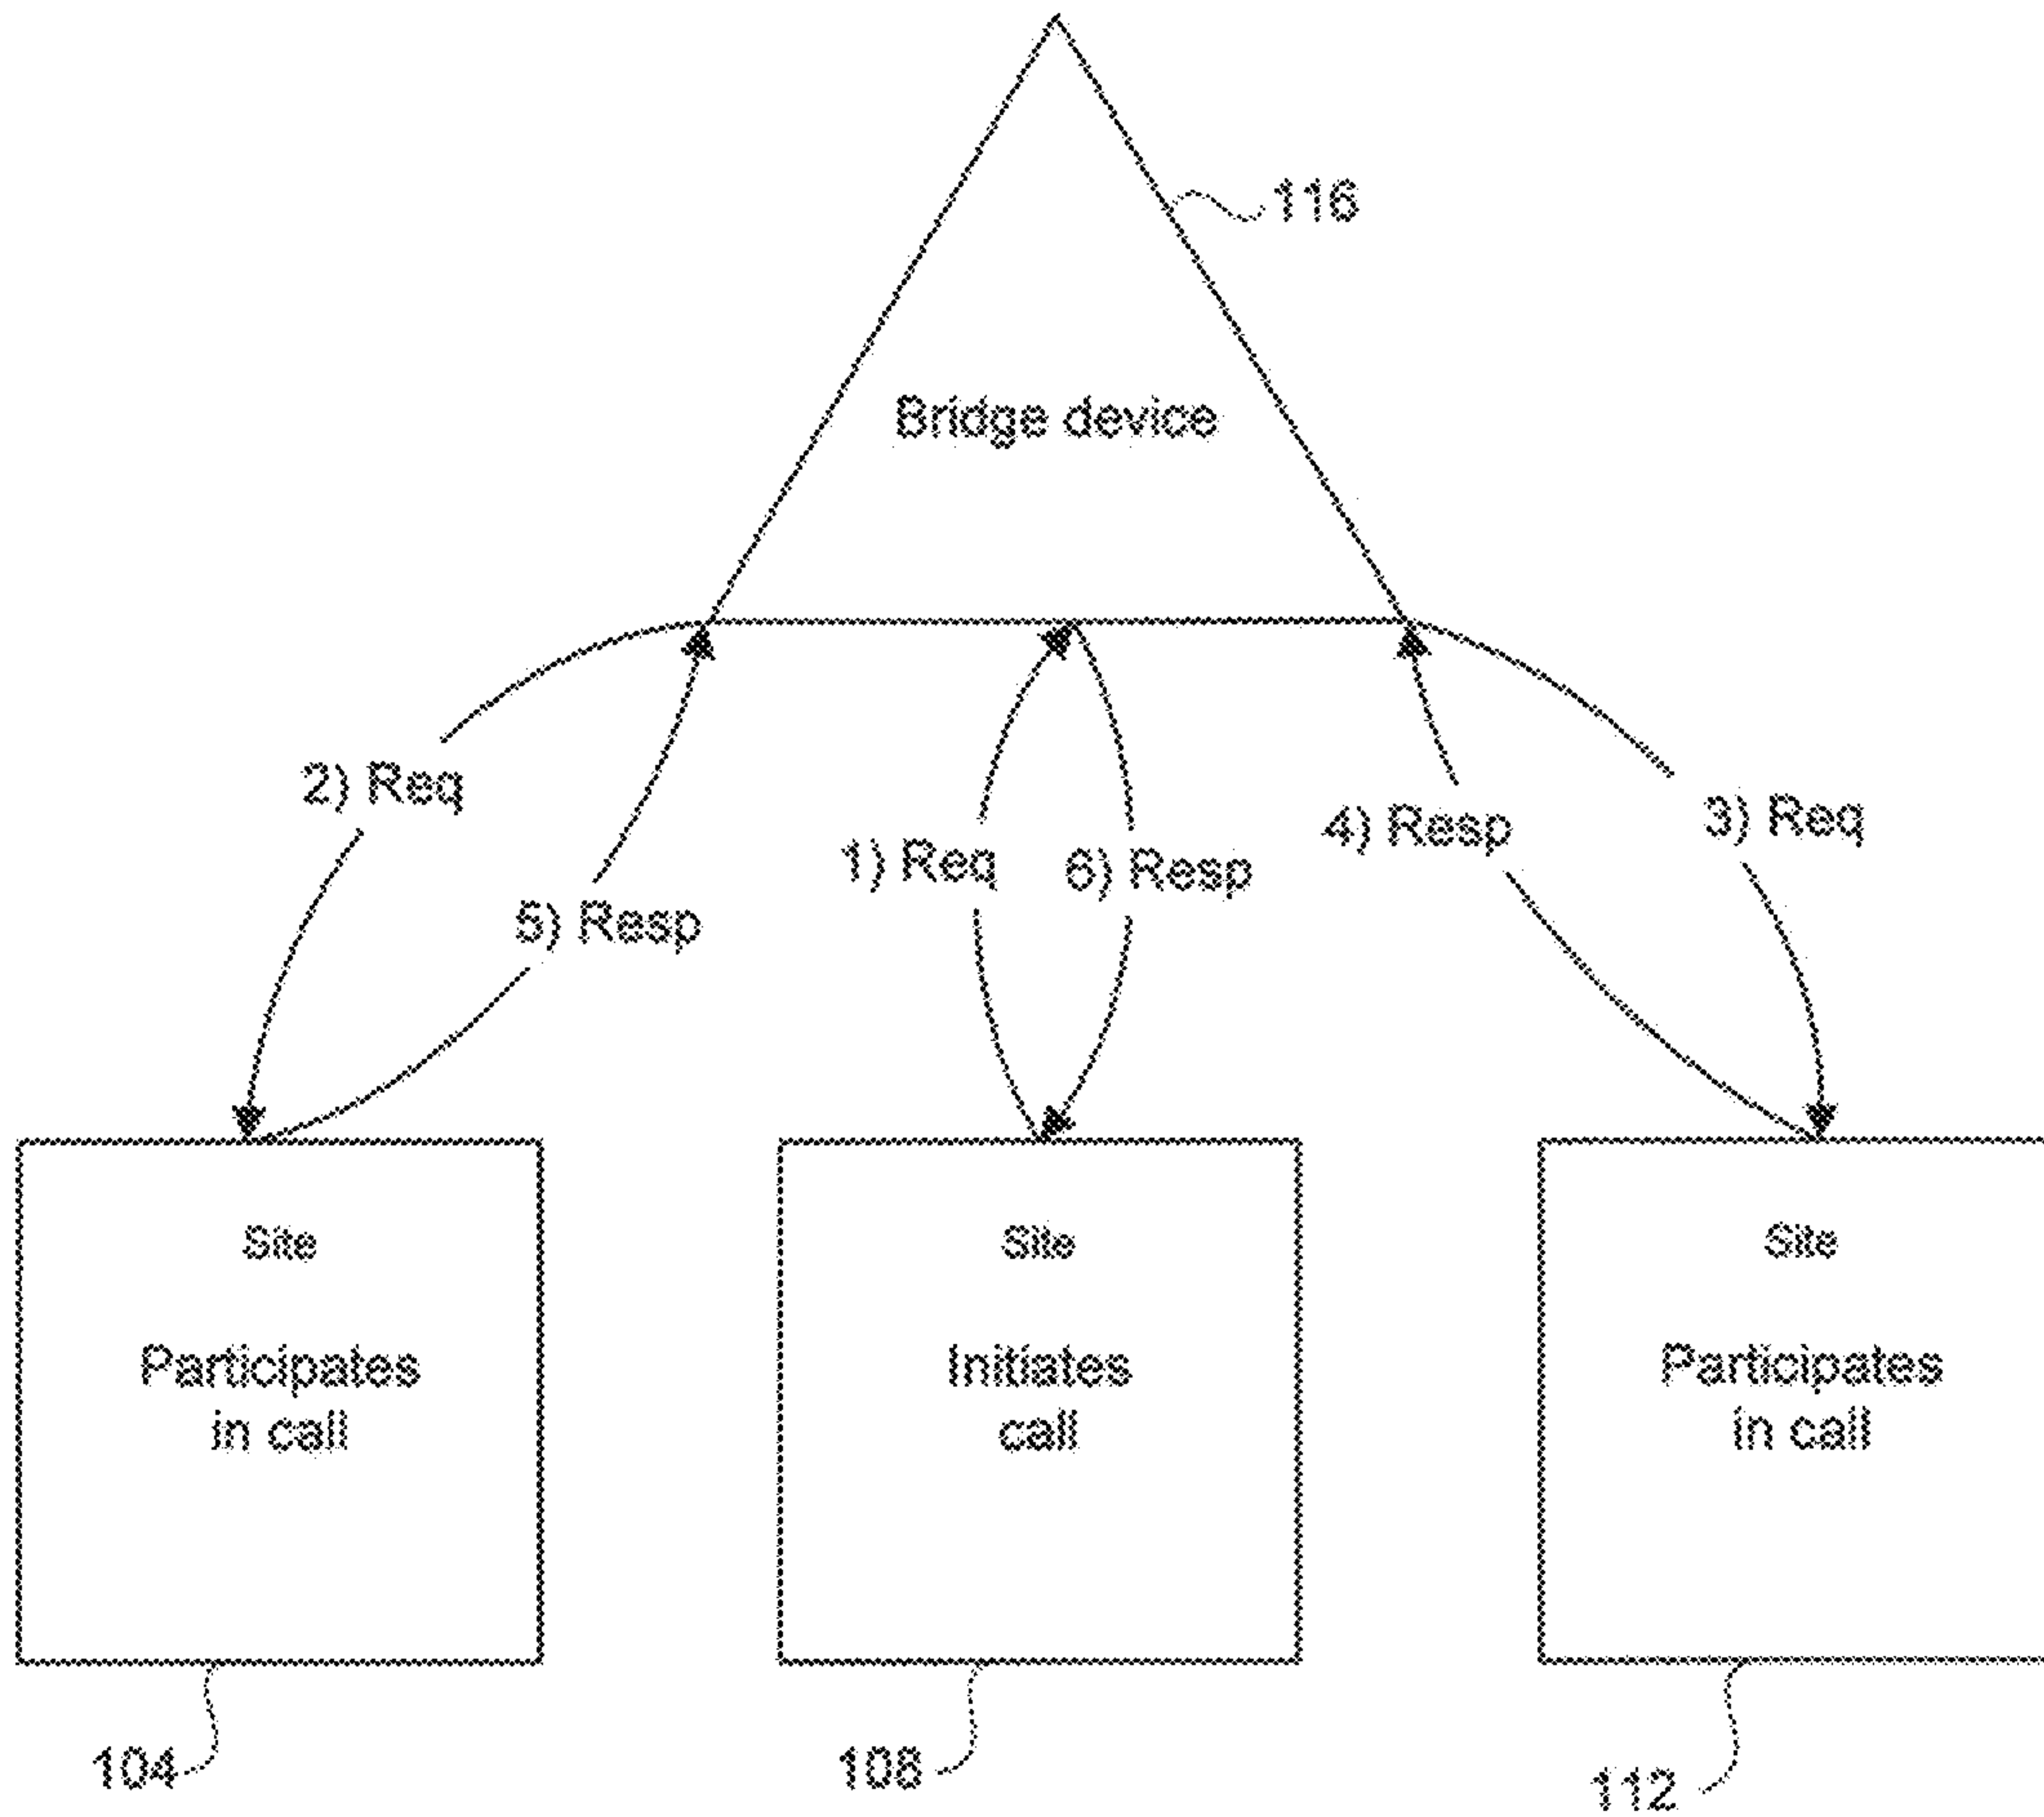 116
Bridge device
2) Req
3) Req
4) Resp
1) Req
6) Resp
5) Resp
Site
Participates
in call
Site
Initiates
call
Site
Participates
in call
104
108
112